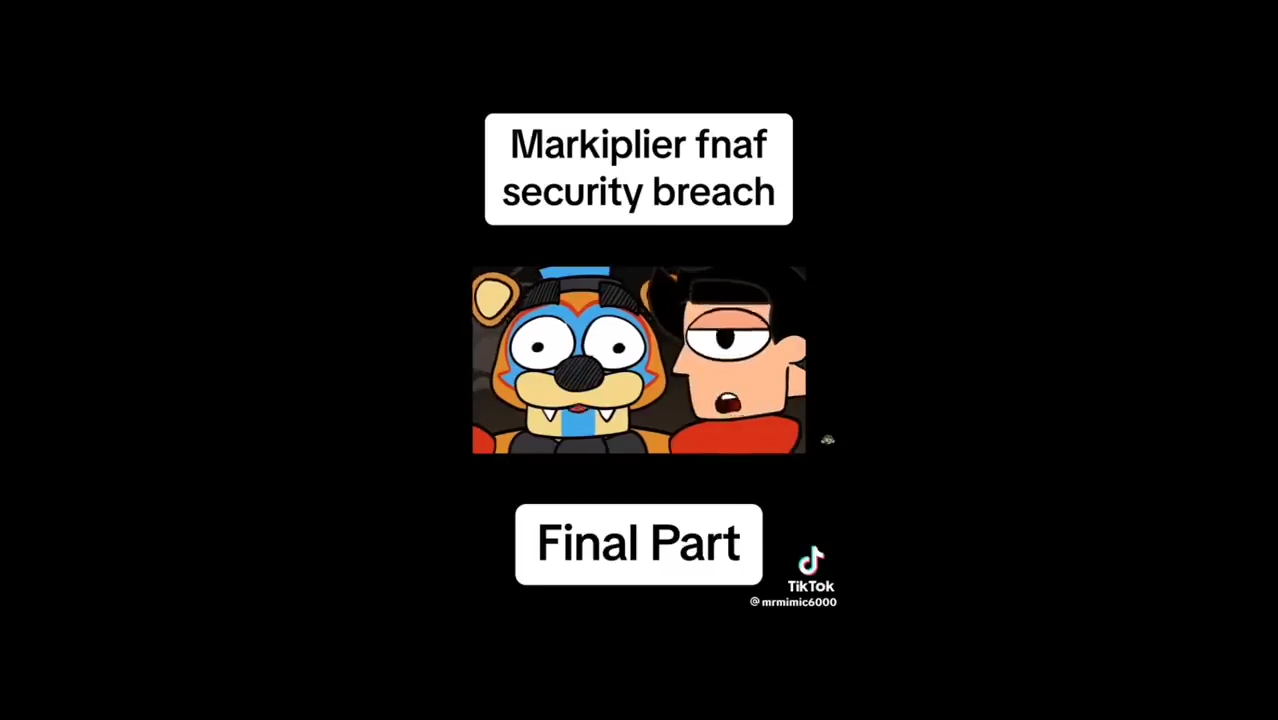 Markiplier fnaf
security breach
Final Part
TikTok
@mrmimic6000